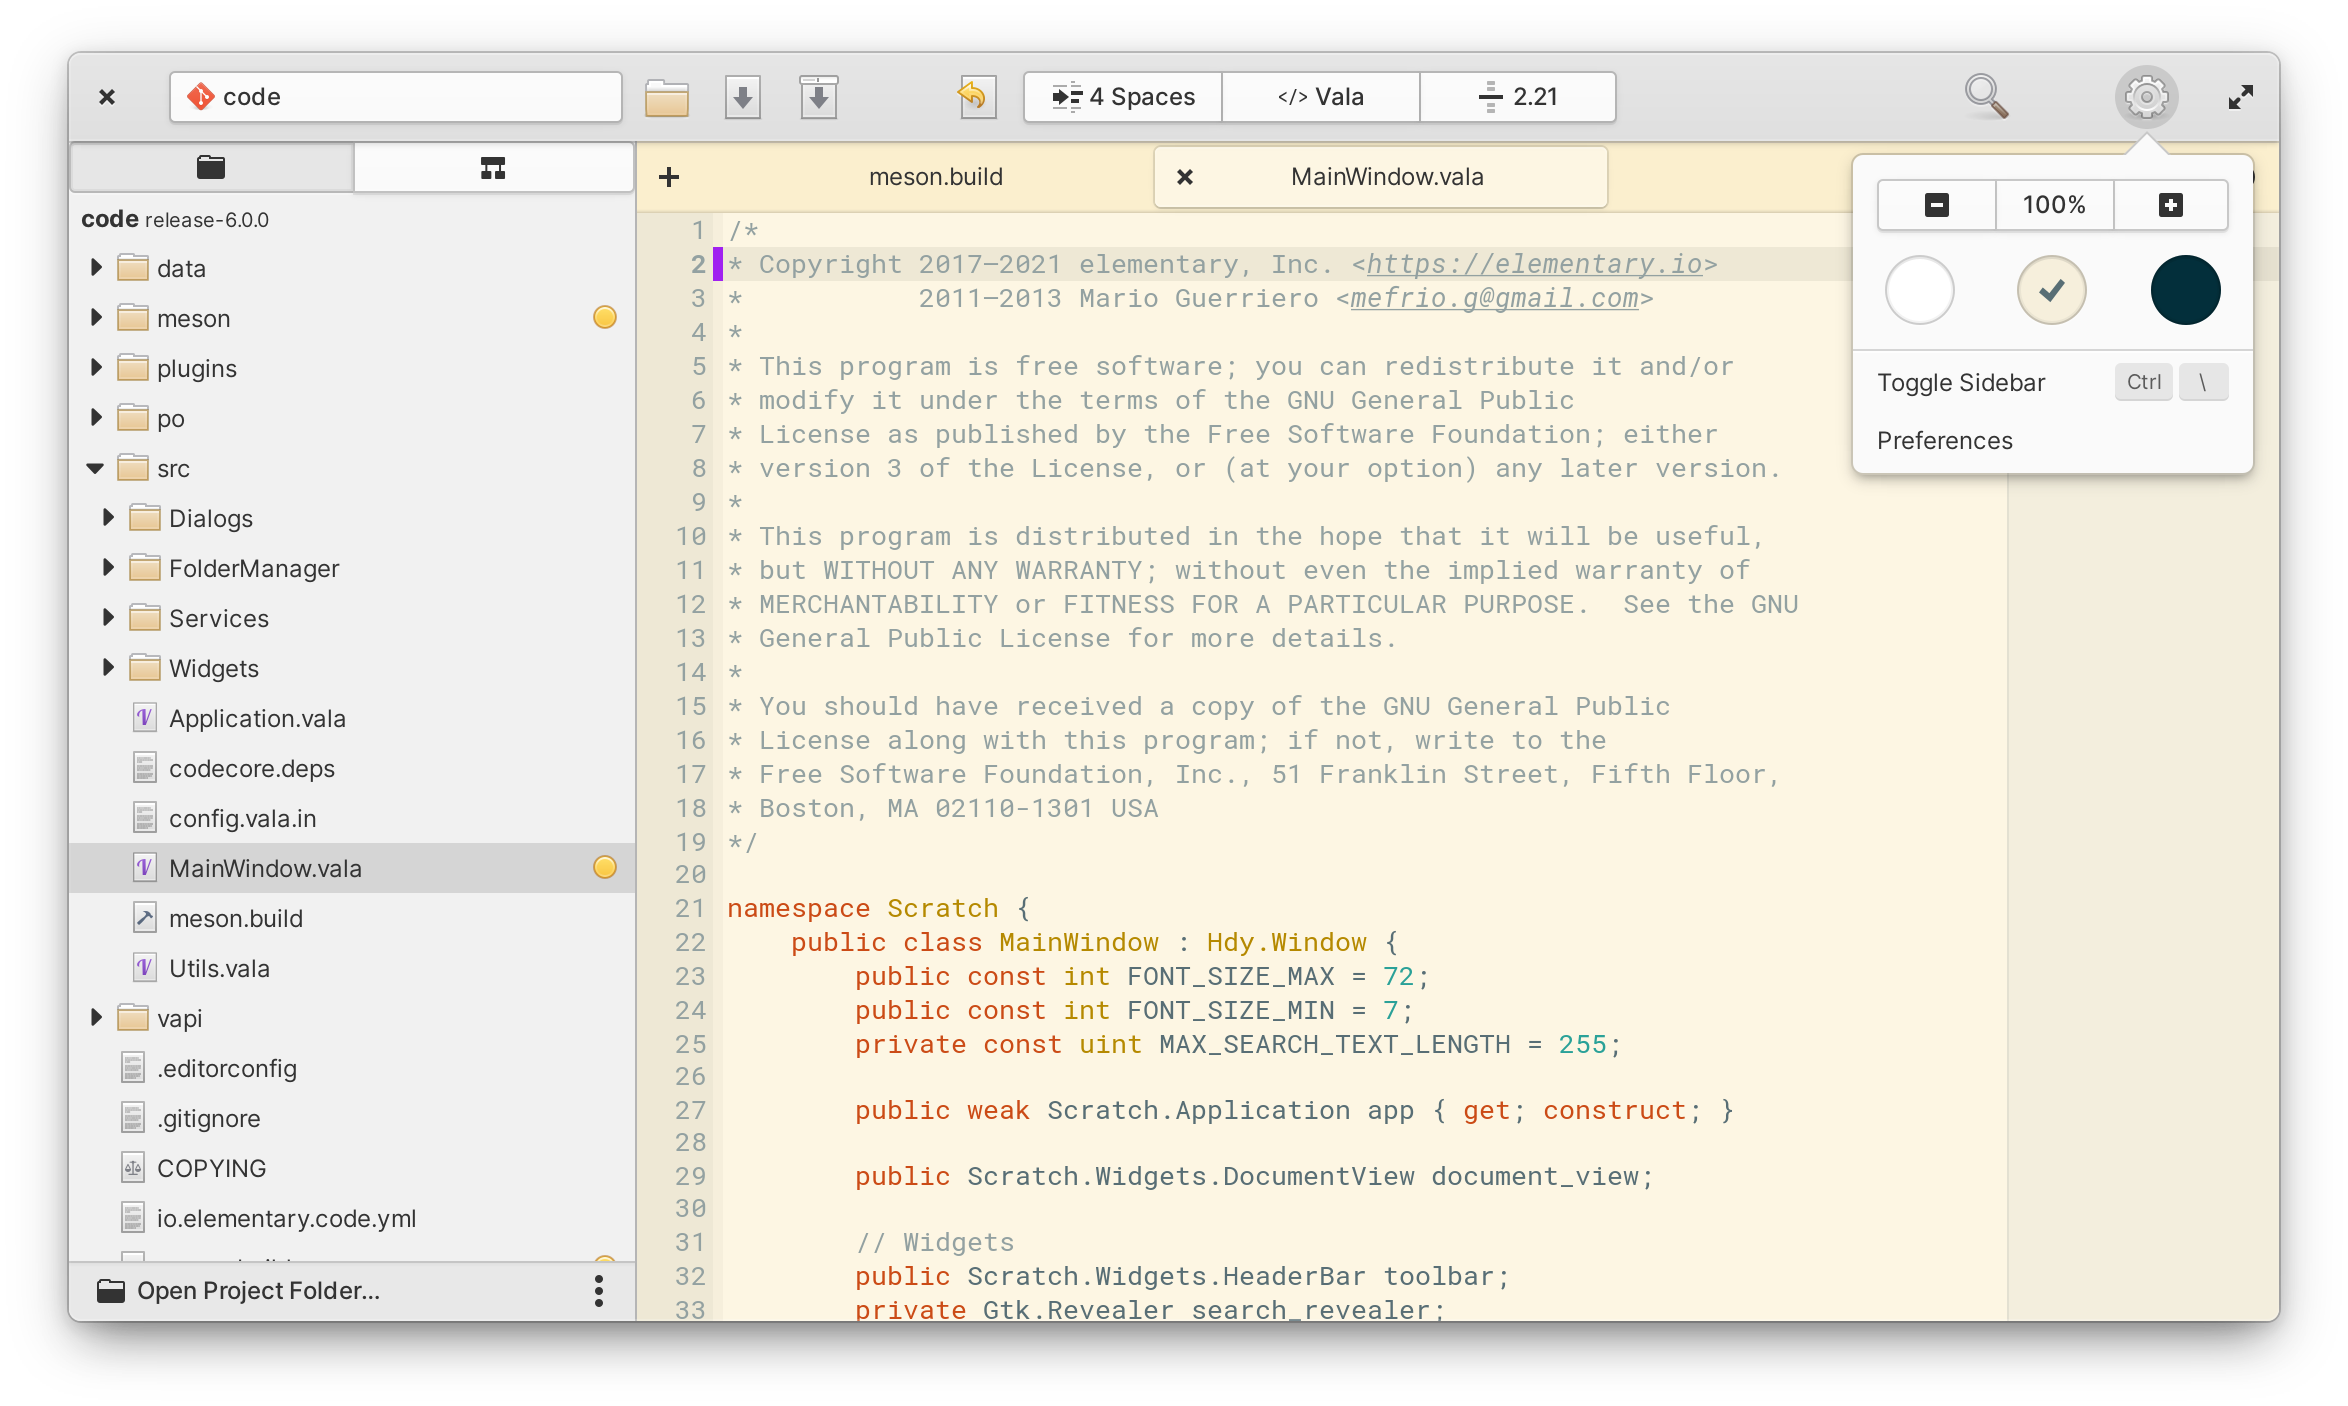 code
4 Spaces
</> Vala
2.21
code release-6.0.0
data
meson
plugins
po
src
Dialogs
FolderManager
Services
Widgets
Application.vala
codecore.deps
config.vala.in
MainWindow.vala
meson.build
Utils.vala
vapi
.editorconfig
.gitignore
COPYING
io.elementary.code.yml
Open Project Folder...
meson.build
MainWindow.vala
1 /*
2 * Copyright 2017–2021 elementary, Inc. <https://elementary.io>
3 *           2011–2013 Mario Guerriero <mefrio.g@gmail.com>
4 *
5 * This program is free software; you can redistribute it and/or
6 * modify it under the terms of the GNU General Public
7 * License as published by the Free Software Foundation; either
8 * version 3 of the License, or (at your option) any later version.
9 *
10 * This program is distributed in the hope that it will be useful,
11 * but WITHOUT ANY WARRANTY; without even the implied warranty of
12 * MERCHANTABILITY or FITNESS FOR A PARTICULAR PURPOSE.  See the GNU
13 * General Public License for more details.
14 *
15 * You should have received a copy of the GNU General Public
16 * License along with this program; if not, write to the
17 * Free Software Foundation, Inc., 51 Franklin Street, Fifth Floor,
18 * Boston, MA 02110-1301 USA
19 */
20
21 namespace Scratch {
22     public class MainWindow : Hdy.Window {
23         public const int FONT_SIZE_MAX = 72;
24         public const int FONT_SIZE_MIN = 7;
25         private const uint MAX_SEARCH_TEXT_LENGTH = 255;
26
27         public weak Scratch.Application app { get; construct; }
28
29         public Scratch.Widgets.DocumentView document_view;
30
31         // Widgets
32         public Scratch.Widgets.HeaderBar toolbar;
33         private Gtk.Revealer search_revealer;
100%
Toggle Sidebar Ctrl \
Preferences